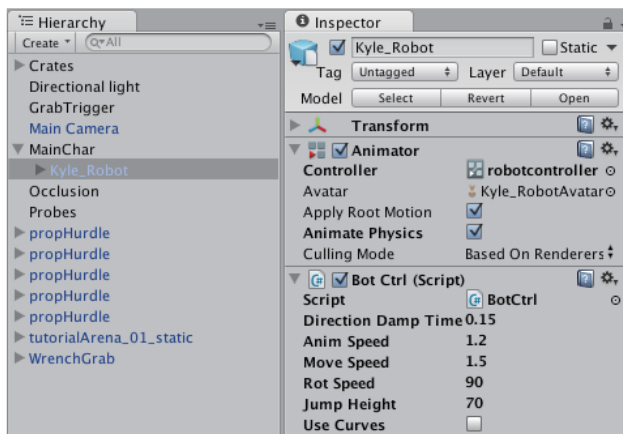 Hierarchy
Create
All
Crates
Directional light
GrabTrigger
Main Camera
MainChar
Kyle_Robot
Occlusion
Probes
propHurdle
propHurdle
propHurdle
propHurdle
propHurdle
tutorialArena_01_static
WrenchGrab
Inspector
Kyle_Robot Static
Tag Untagged Layer Default
Model Select Revert Open
Transform
Animator
Controller robotcontroller
Avatar Kyle_RobotAvatar
Apply Root Motion
Animate Physics
Culling Mode Based On Renderers
C# Bot Ctrl (Script)
Script C# BotCtrl
Direction Damp Time 0.15
Anim Speed 1.2
Move Speed 1.5
Rot Speed 90
Jump Height 70
Use Curves